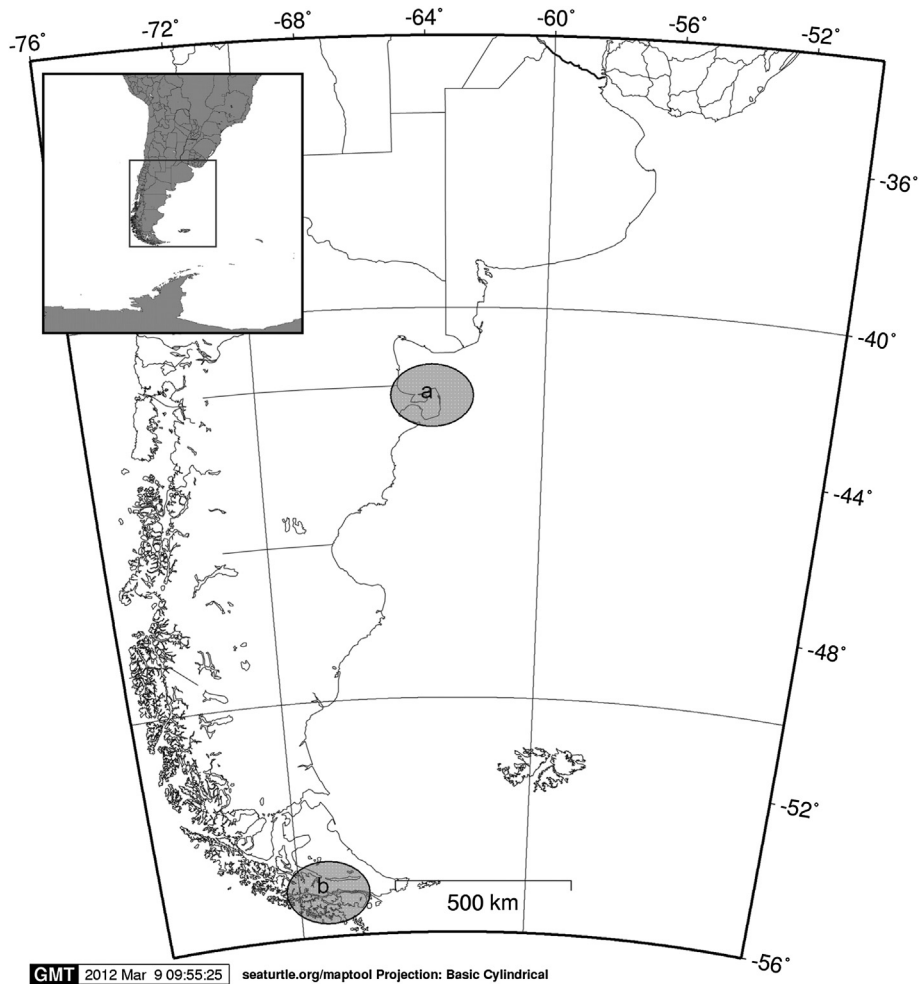 -76° -72° -68° -64° -60° -56° -52°
-36°
-40°
a
-44°
-48°
-52°
b
500 km
-56°
GMT 2012 Mar 9 09:55:25 seaturtle.org/maptool Projection: Basic Cylindrical